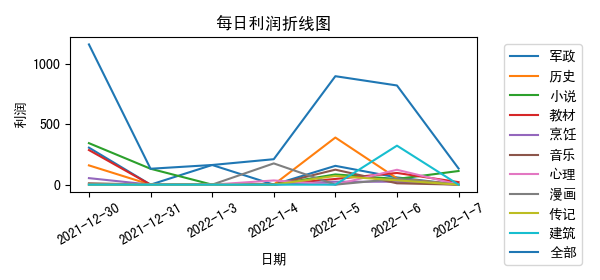 每日利润折线图
利润
1000
500
0
2021-12-30
2021-12-31
2022-1-3
2022-1-4
2022-1-5
2022-1-6
2022-1-7
日期
军政
历史
小说
教材
烹饪
音乐
心理
漫画
传记
建筑
全部